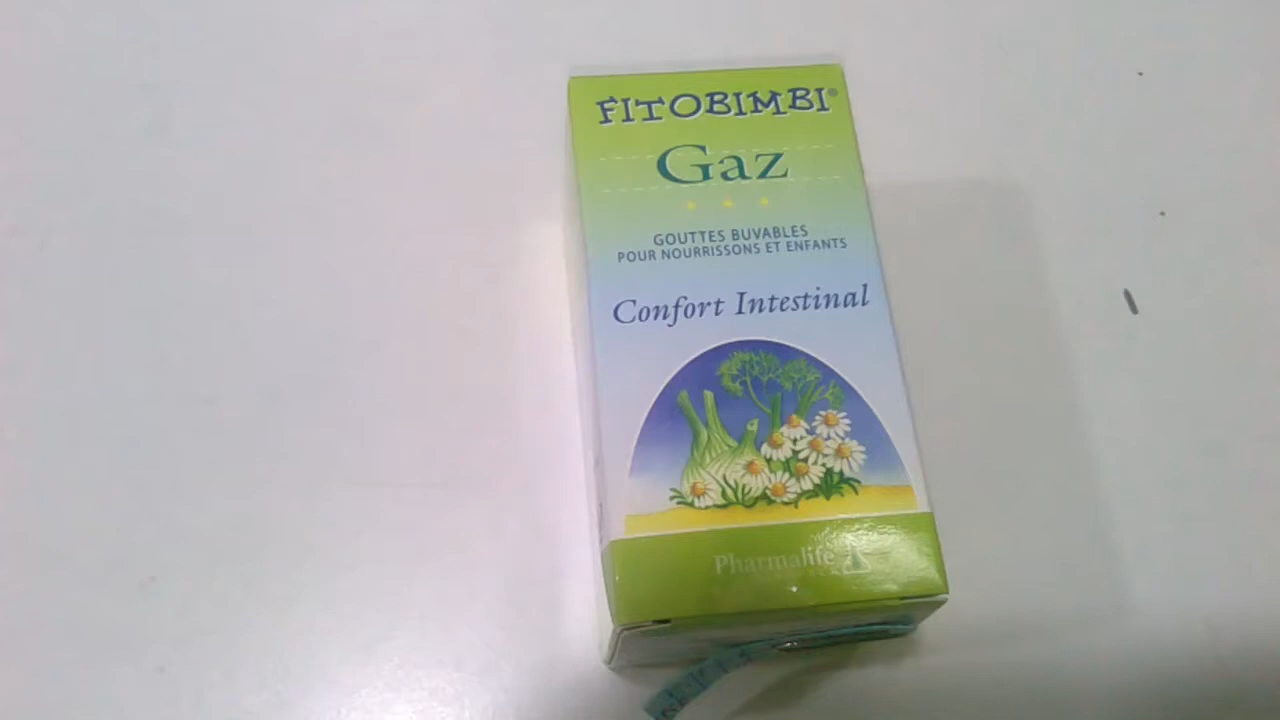 FITOBIMBI®
Gaz
GOUTTES BUVABLES
POUR NOURRISSONS ET ENFANTS
Confort Intestinal
Pharmalife